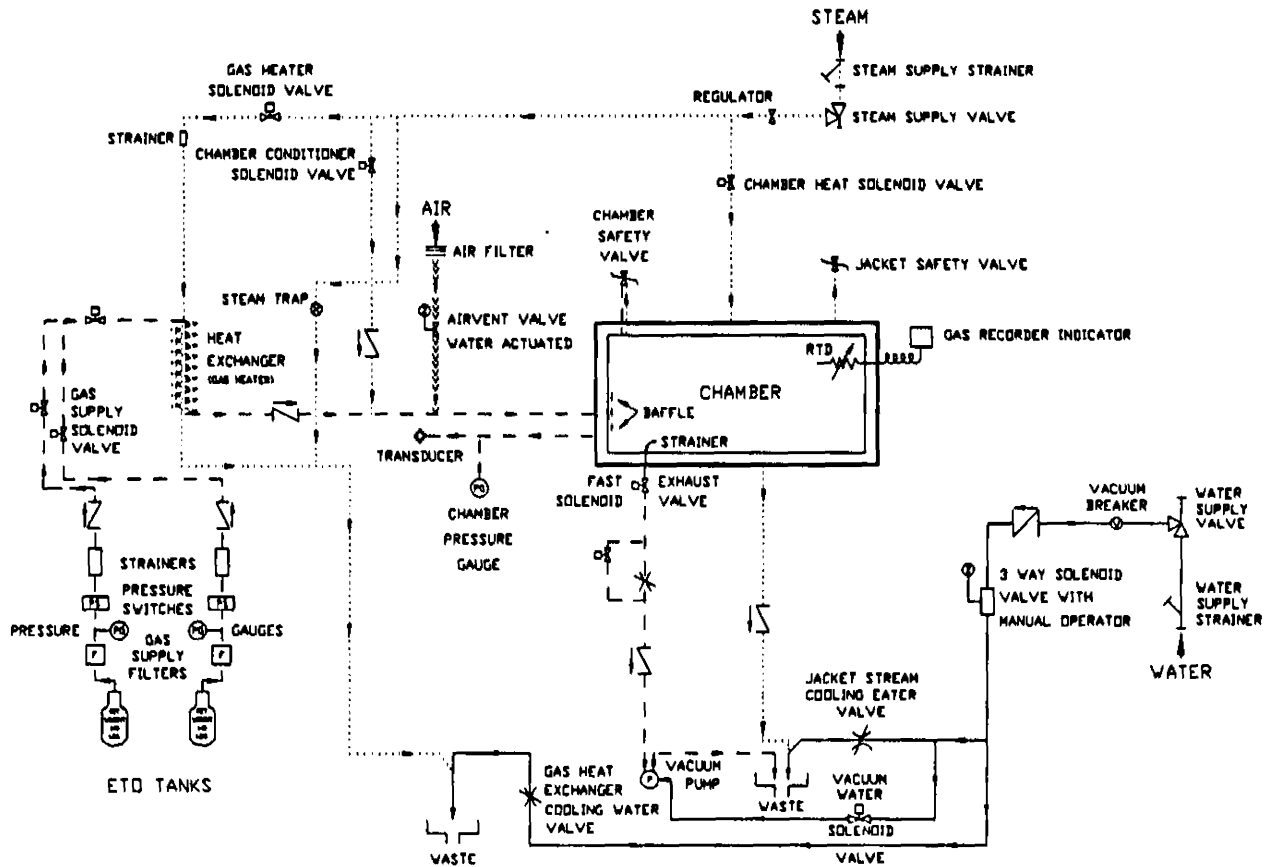 STEAM
STEAM SUPPLY STRAINER
GAS HEATER
SOLENOID VALVE
REGULATOR
STEAM SUPPLY VALVE
STRAINER
CHAMBER CONDITIONER
SOLENOID VALVE
CHAMBER HEAT SOLENOID VALVE
AIR
CHAMBER
SAFETY
VALVE
AIR FILTER
JACKET SAFETY VALVE
STEAM TRAP
AIRVENT VALVE
WATER ACTUATED
HEAT
EXCHANGER
(GAS HEATER)
GAS RECORDER INDICATOR
RTD
CHAMBER
GAS
SUPPLY
SOLENOID
VALVE
BAFFLE
STRAINER
TRANSDUCER
FAST
SOLENOID
EXHAUST
VALVE
PG
CHAMBER
PRESSURE
GAUGE
VACUUM
BREAKER
V
WATER
SUPPLY
VALVE
STRAINERS
PRESSURE
SWITCHES
PS
PS
PRESSURE
PG
PG
GAUGES
GAS
SUPPLY
FILTERS
F
F
3 WAY SOLENOID
VALVE WITH
MANUAL OPERATOR
WATER
SUPPLY
STRAINER
WATER
JACKET STREAM
COOLING EATER
VALVE
ETO TANKS
GAS HEAT
EXCHANGER
COOLING WATER
VALVE
P
VACUUM
PUMP
WASTE
VACUUM
WATER
SOLENOID
VALVE
WASTE